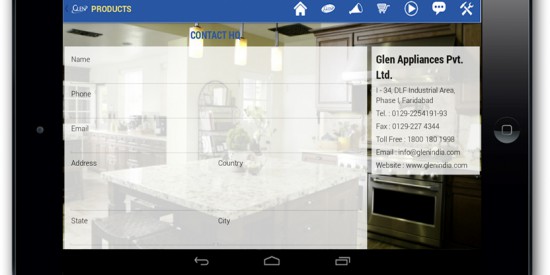 Glen PRODUCTS
CONTACT HO.
Name
Phone
Email
Address
Country
State
City
Glen Appliances Pvt.
Ltd.
I - 34, DLF Industrial Area,
Phase I, Faridabad
Tel. : 0129-2254191-93
Fax : 0129-227 4344
Toll Free : 1800 180 1998
Email : info@glenindia.com
Website : www.glenindia.com